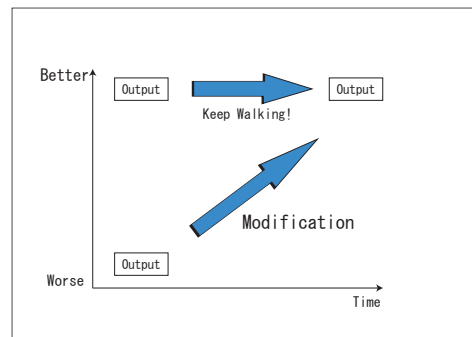 Better
Output
Output
Keep Walking!
Modification
Output
Worse
Time